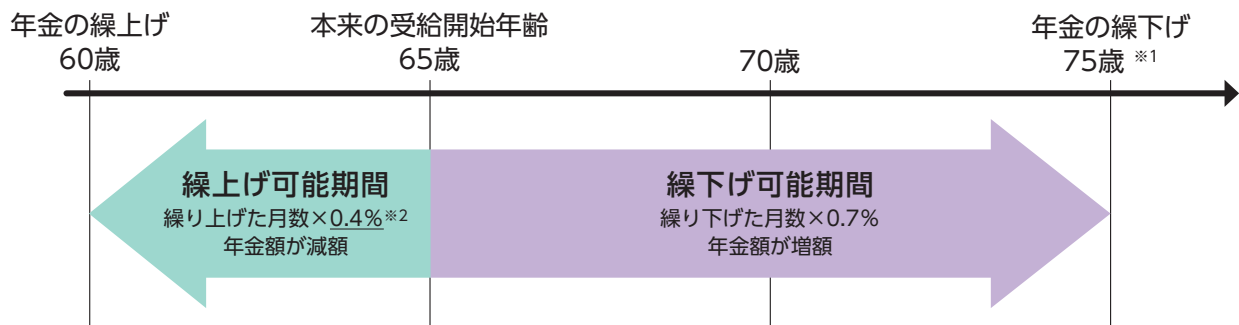 年金の繰上げ
60歳
本来の受給開始年齢
65歳
70歳
年金の繰下げ
75歳 ※1
繰上げ可能期間
繰り上げた月数×0.4%※2
年金額が減額
繰下げ可能期間
繰り下げた月数×0.7%
年金額が増額